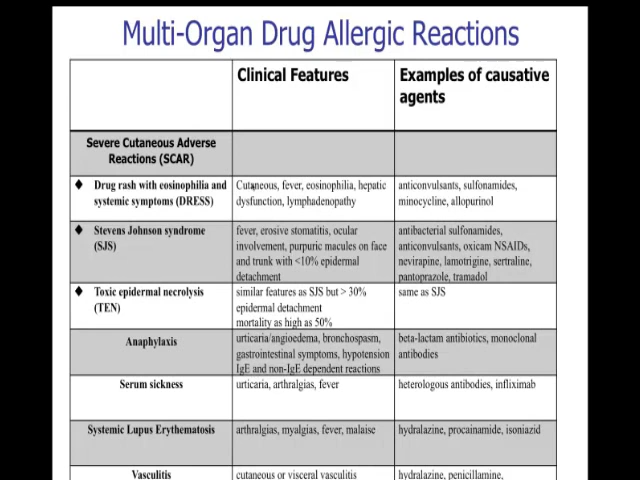 Multi-Organ Drug Allergic Reactions
Clinical Features
Examples of causative
agents
Severe Cutaneous Adverse
Reactions (SCAR)
Drug rash with eosinophilia and
systemic symptoms (DRESS)
Cutaneous, fever, eosinophilia, hepatic
dysfunction, lymphadenopathy
anticonvulsants, sulfonamides,
minocycline, allopurinol
Stevens Johnson syndrome
(SJS)
fever, erosive stomatitis, ocular
involvement, purpuric macules on face
and trunk with <10% epidermal
detachment
antibacterial sulfonamides,
anticonvulsants, oxicam NSAIDs,
nevirapine, lamotrigine, sertraline,
pantoprazole, tramadol
Toxic epidermal necrolysis
(TEN)
similar features as SJS but > 30%
epidermal detachment
mortality as high as 50%
same as SJS
Anaphylaxis
urticaria/angioedema, bronchospasm,
gastrointestinal symptoms, hypotension
IgE and non-IgE dependent reactions
beta-lactam antibiotics, monoclonal
antibodies
Serum sickness
urticaria, arthralgias, fever
heterologous antibodies, infliximab
Systemic Lupus Erythematosis
arthralgias, myalgias, fever, malaise
hydralazine, procainamide, isoniazid
Vasculitis
cutaneous or visceral vasculitis
hydralazine, penicillamine,